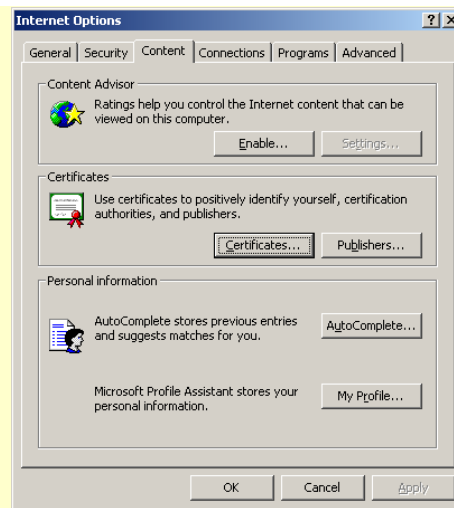 Internet Options
General Security Content Connections Programs Advanced
Content Advisor
Ratings help you control the Internet content that can be
viewed on this computer.
Enable... Settings...
Certificates
Use certificates to positively identify yourself, certification
authorities, and publishers.
Certificates... Publishers...
Personal information
AutoComplete stores previous entries
and suggests matches for you.
AutoComplete...
Microsoft Profile Assistant stores your
personal information.
My Profile...
OK Cancel Apply